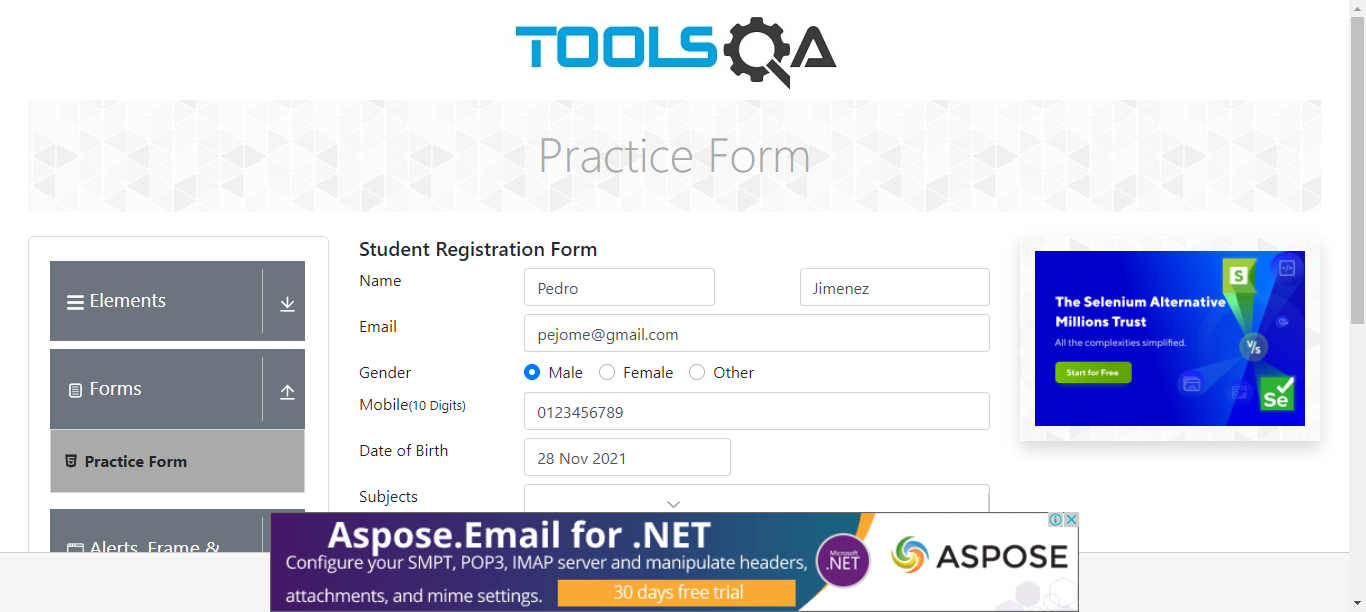 TOOLSQA
Practice Form
Elements
Forms
Practice Form
Alerts, Frame &
Student Registration Form
Name
Pedro
Jimenez
Email
pejome@gmail.com
Gender
Male
Female
Other
Mobile(10 Digits)
0123456789
Date of Birth
28 Nov 2021
Subjects
The Selenium Alternative
Millions Trust
All the complexities simplified.
Start for Free
S
V/s
Se
Aspose.Email for .NET
Configure your SMPT, POP3, IMAP server and manipulate headers,
attachments, and mime settings.
30 days free trial
Microsoft
.NET
ASPOSE